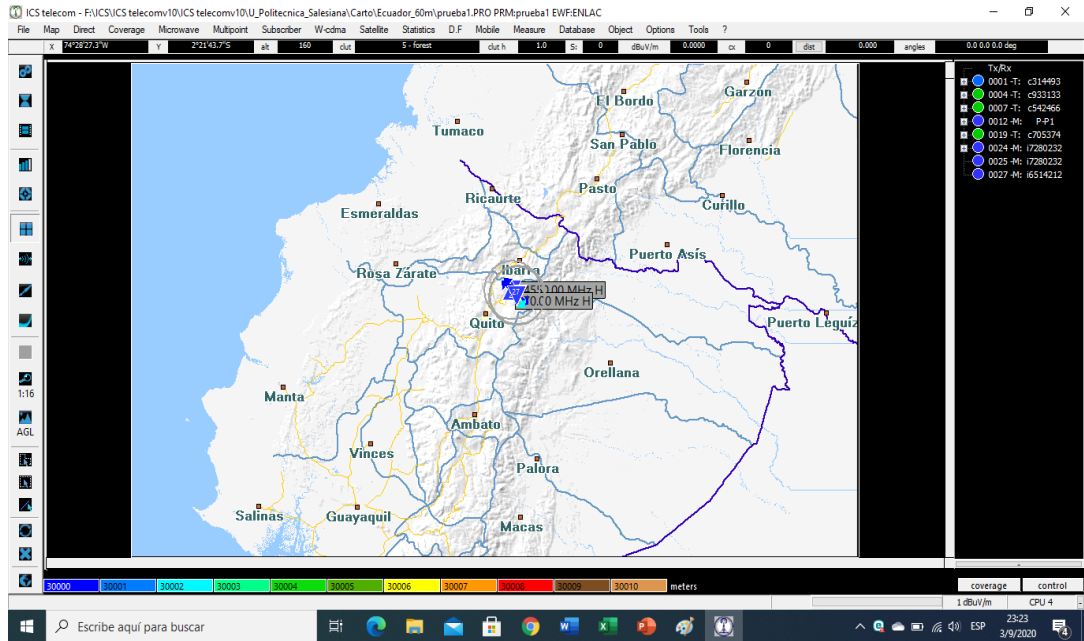 ICS telecom - F:\ICS\ICS telecomv10\ICS telecomv10\U_Politecnica_Salesiana\Carto\Ecuador_60m\prueba1.PRO PRM:prueba1 EWF:ENLAC
File Map Direct Coverage Microwave Multipoint Subscriber W-cdma Satellite Statistics D.F Mobile Measure Database Object Options Tools ?
X 74°28'27.3"W Y 2°21'43.7"S alt 160 clut 5 - forest clut h 1.0 S: 0 dBuV/m 0.0000 cx 0 dist 0.000 angles 0.0 0.0 0.0 deg
Tx/Rx
0001 -T: c314493
0004 -T: c933133
0007 -T: c542466
0012 -M: P-P1
0019 -T: c705374
0024 -M: i7280232
0025 -M: i7280232
0027 -M: i6514212
El Bordo
Garzón
Tumaco
San Pablo
Florencia
Pasto
Ricaurte
Curillo
Esmeraldas
Puerto Asís
Ibarra
Rosa Zárate
MHz H
MHz H
Quito
Puerto Leguíz
Orellana
Manta
Ambato
Vinces
Palora
Salinas
Guayaquil
Macas
1:16
AGL
30000 30001 30002 30003 30004 30005 30006 30007 30008 30009 30010 meters
coverage control
1 dBuV/m CPU 4
Escribe aquí para buscar
ESP
23:23
3/9/2020
4